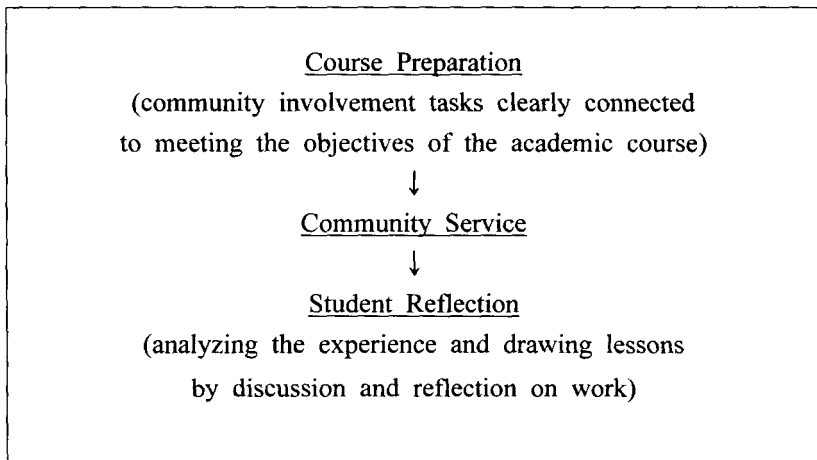 Course Preparation
(community involvement tasks clearly connected
to meeting the objectives of the academic course)
↓
Community Service
↓
Student Reflection
(analyzing the experience and drawing lessons
by discussion and reflection on work)